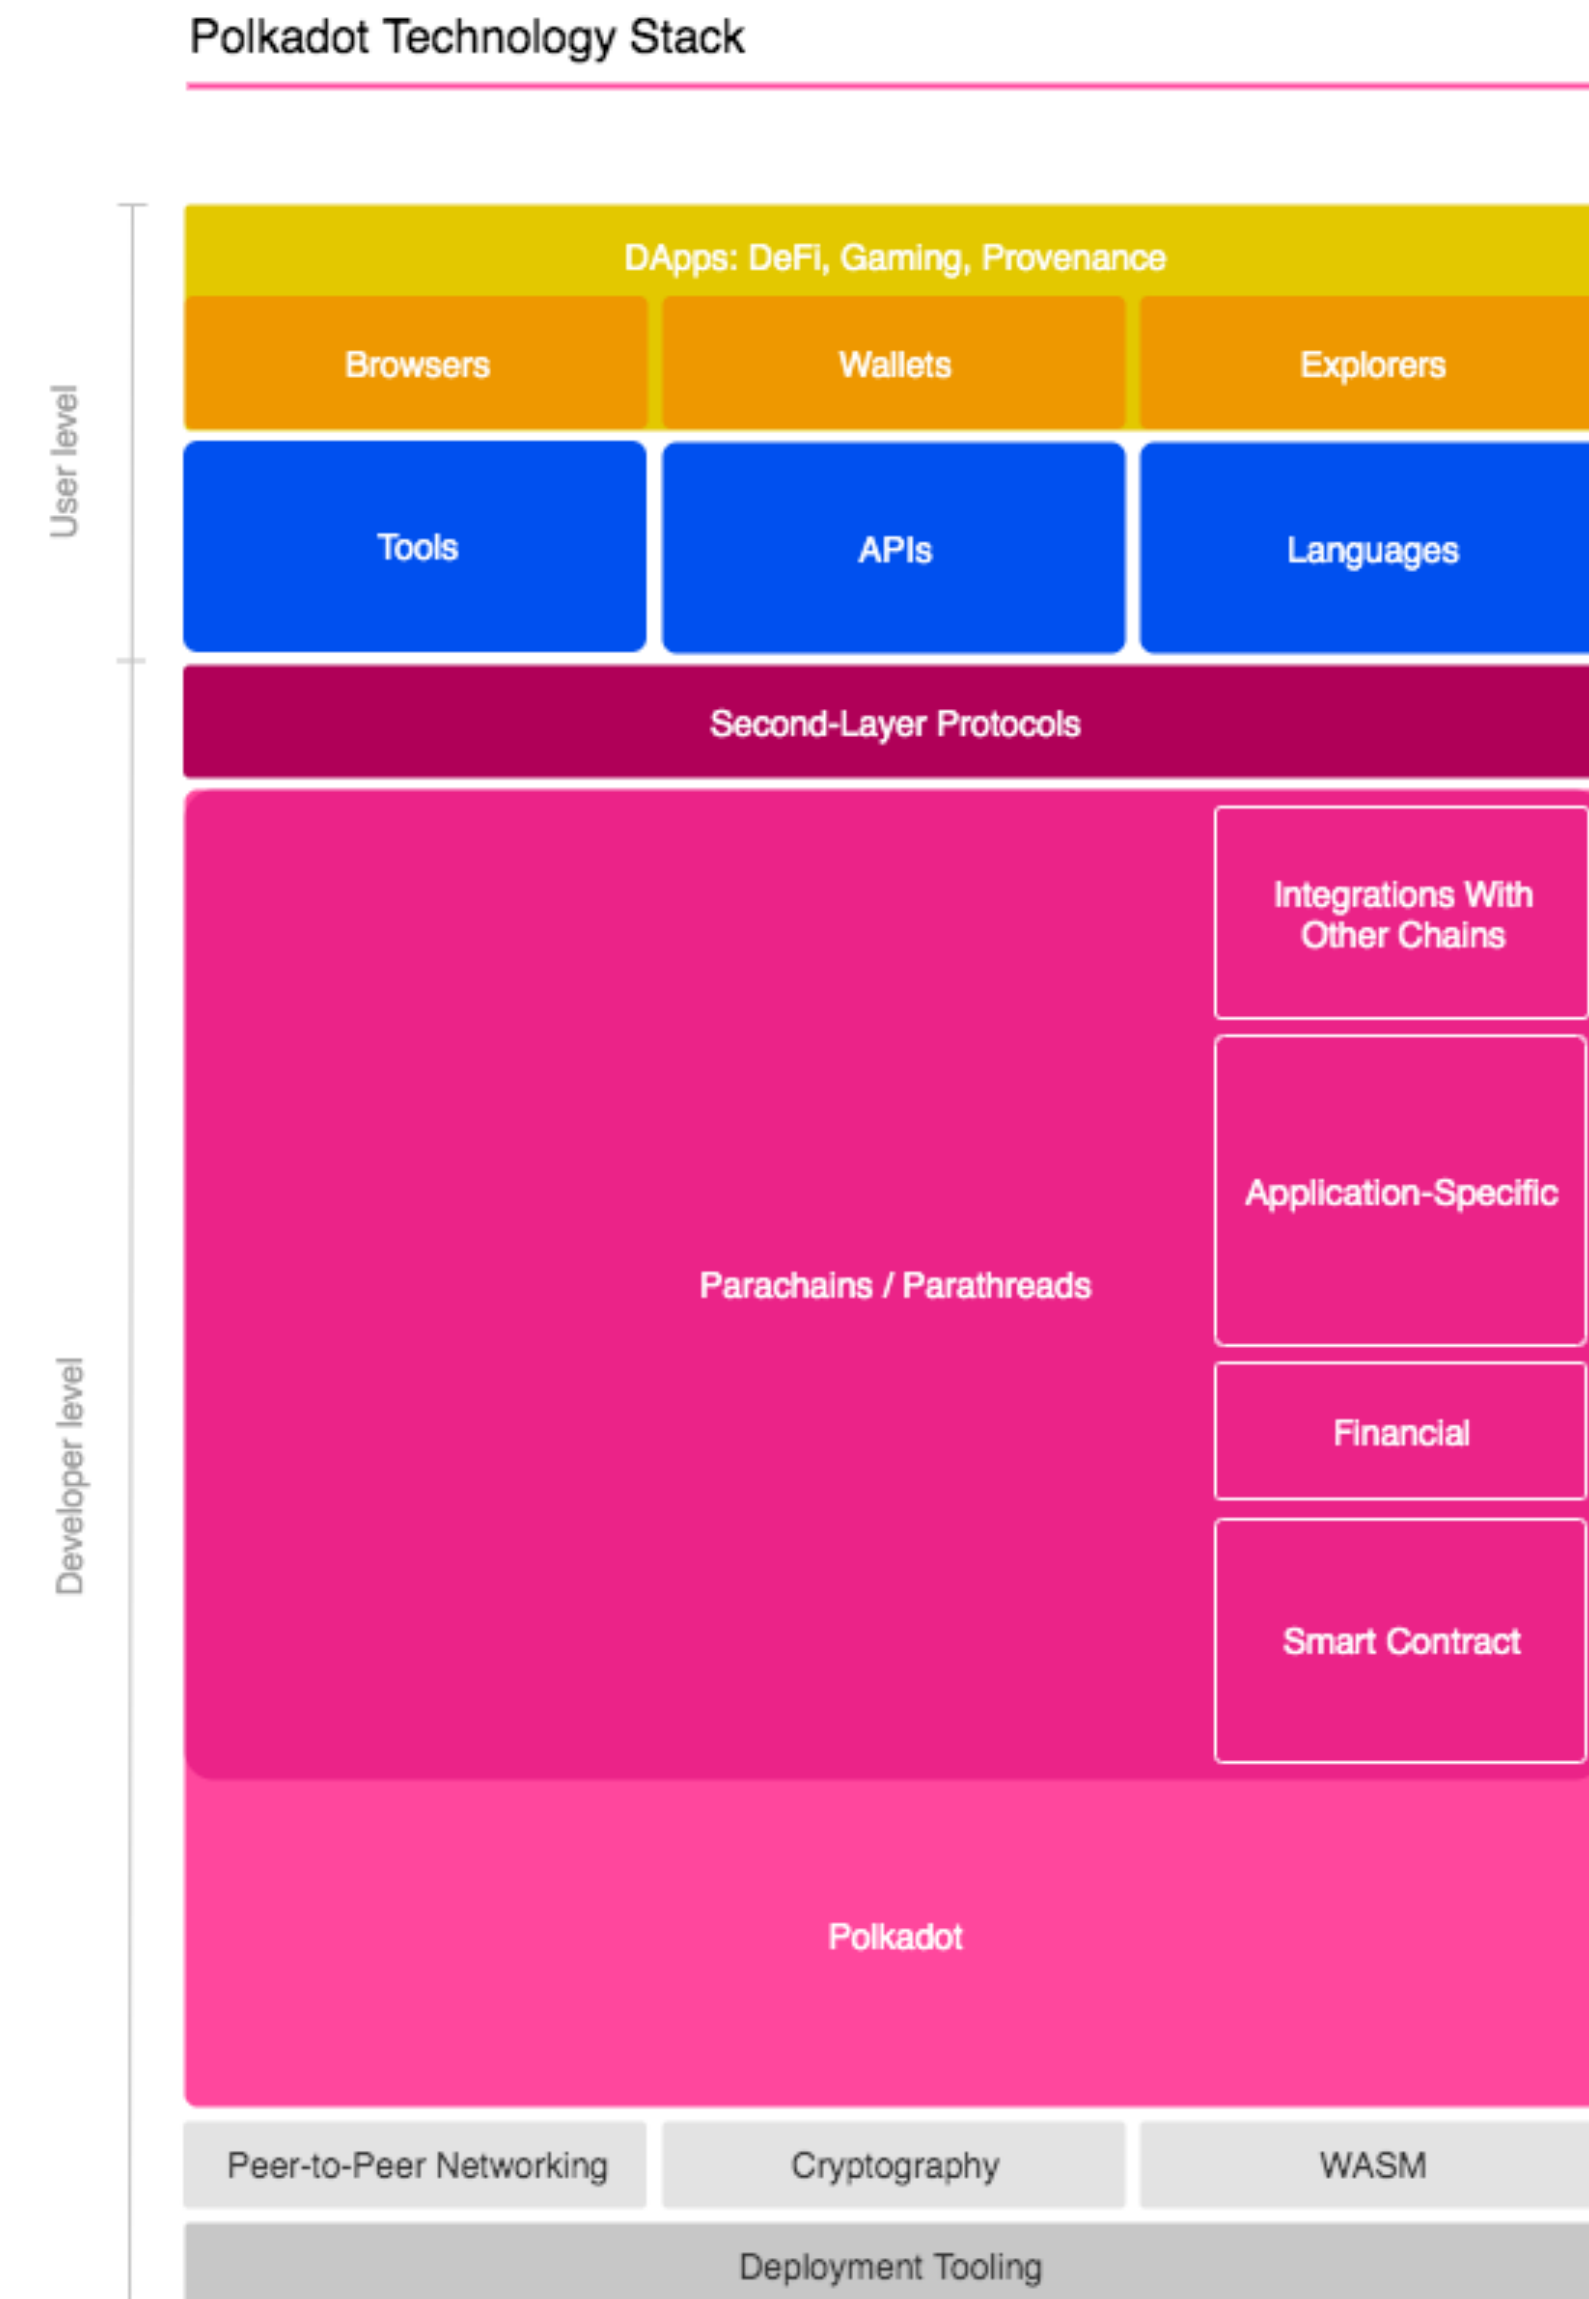 Polkadot Technology Stack
DApps: DeFi, Gaming, Provenance
Browsers
Wallets
Explorers
User level
Tools
APIs
Languages
Second-Layer Protocols
Integrations With
Other Chains
Application-Specific
Parachains / Parathreads
Developer level
Financial
Smart Contract
Polkadot
Peer-to-Peer Networking
Cryptography
WASM
Deployment Tooling